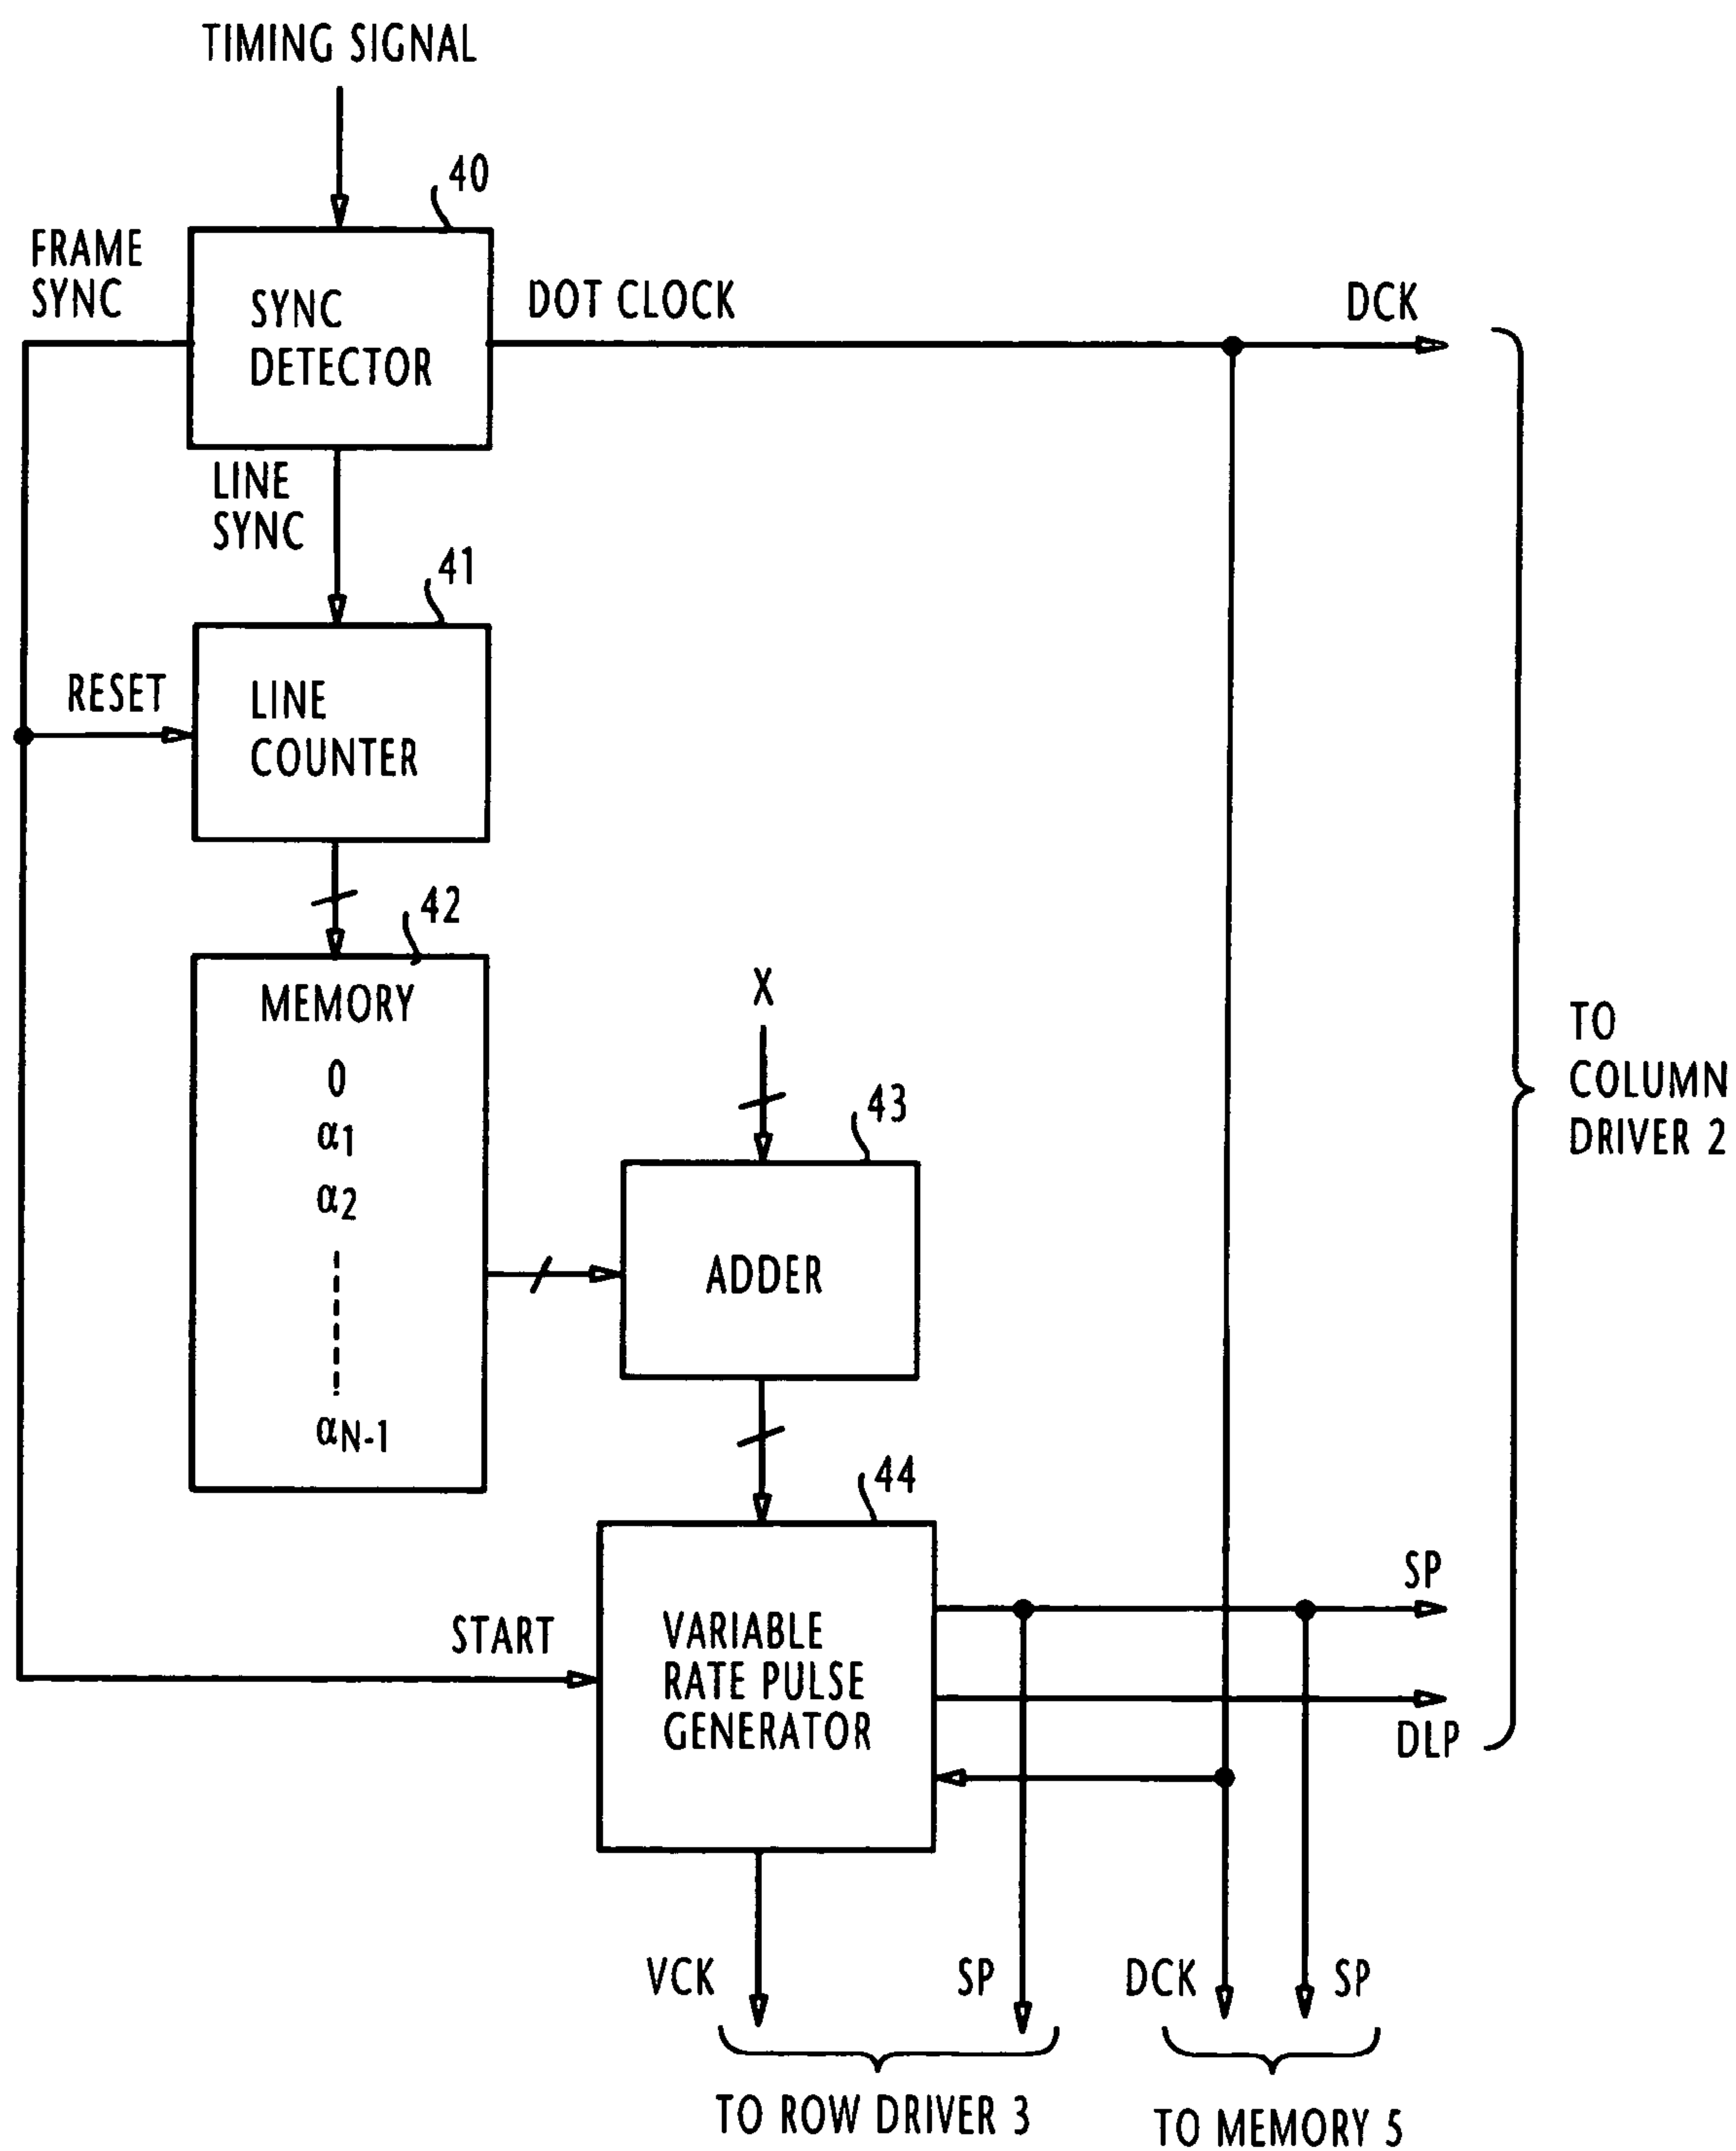 TIMING SIGNAL
40
FRAME
SYNC
SYNC
DETECTOR
DOT CLOCK
DCK
LINE
SYNC
41
RESET
LINE
COUNTER
42
MEMORY
0
α1
α2
αN-1
X
43
ADDER
TO
COLUMN
DRIVER 2
44
START
VARIABLE
RATE PULSE
GENERATOR
SP
DLP
VCK
SP
DCK
SP
TO ROW DRIVER 3
TO MEMORY 5